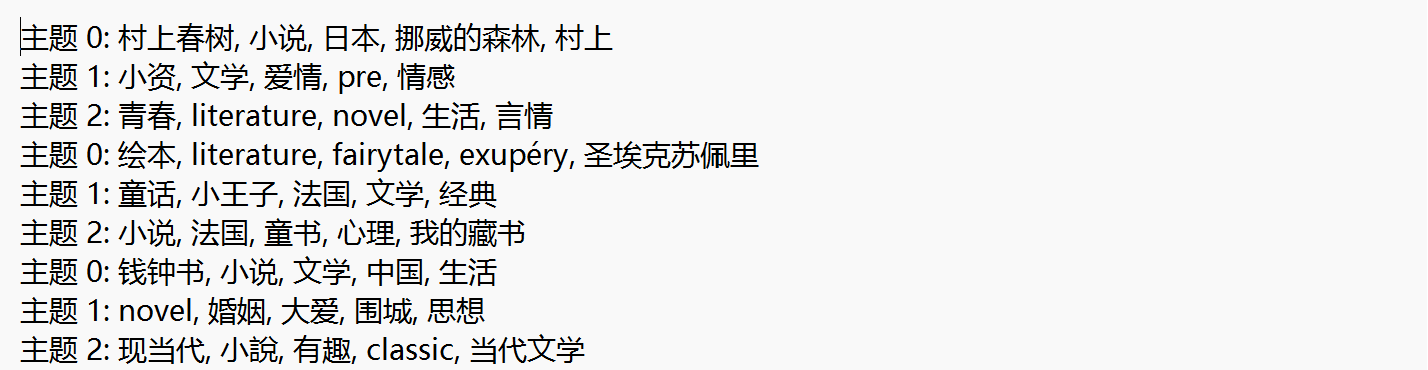 主题 0: 村上春树, 小说, 日本, 挪威的森林, 村上
主题 1: 小资, 文学, 爱情, pre, 情感
主题 2: 青春, literature, novel, 生活, 言情
主题 0: 绘本, literature, fairytale, exupéry, 圣埃克苏佩里
主题 1: 童话, 小王子, 法国, 文学, 经典
主题 2: 小说, 法国, 童书, 心理, 我的藏书
主题 0: 钱钟书, 小说, 文学, 中国, 生活
主题 1: novel, 婚姻, 大爱, 围城, 思想
主题 2: 现当代, 小說, 有趣, classic, 当代文学